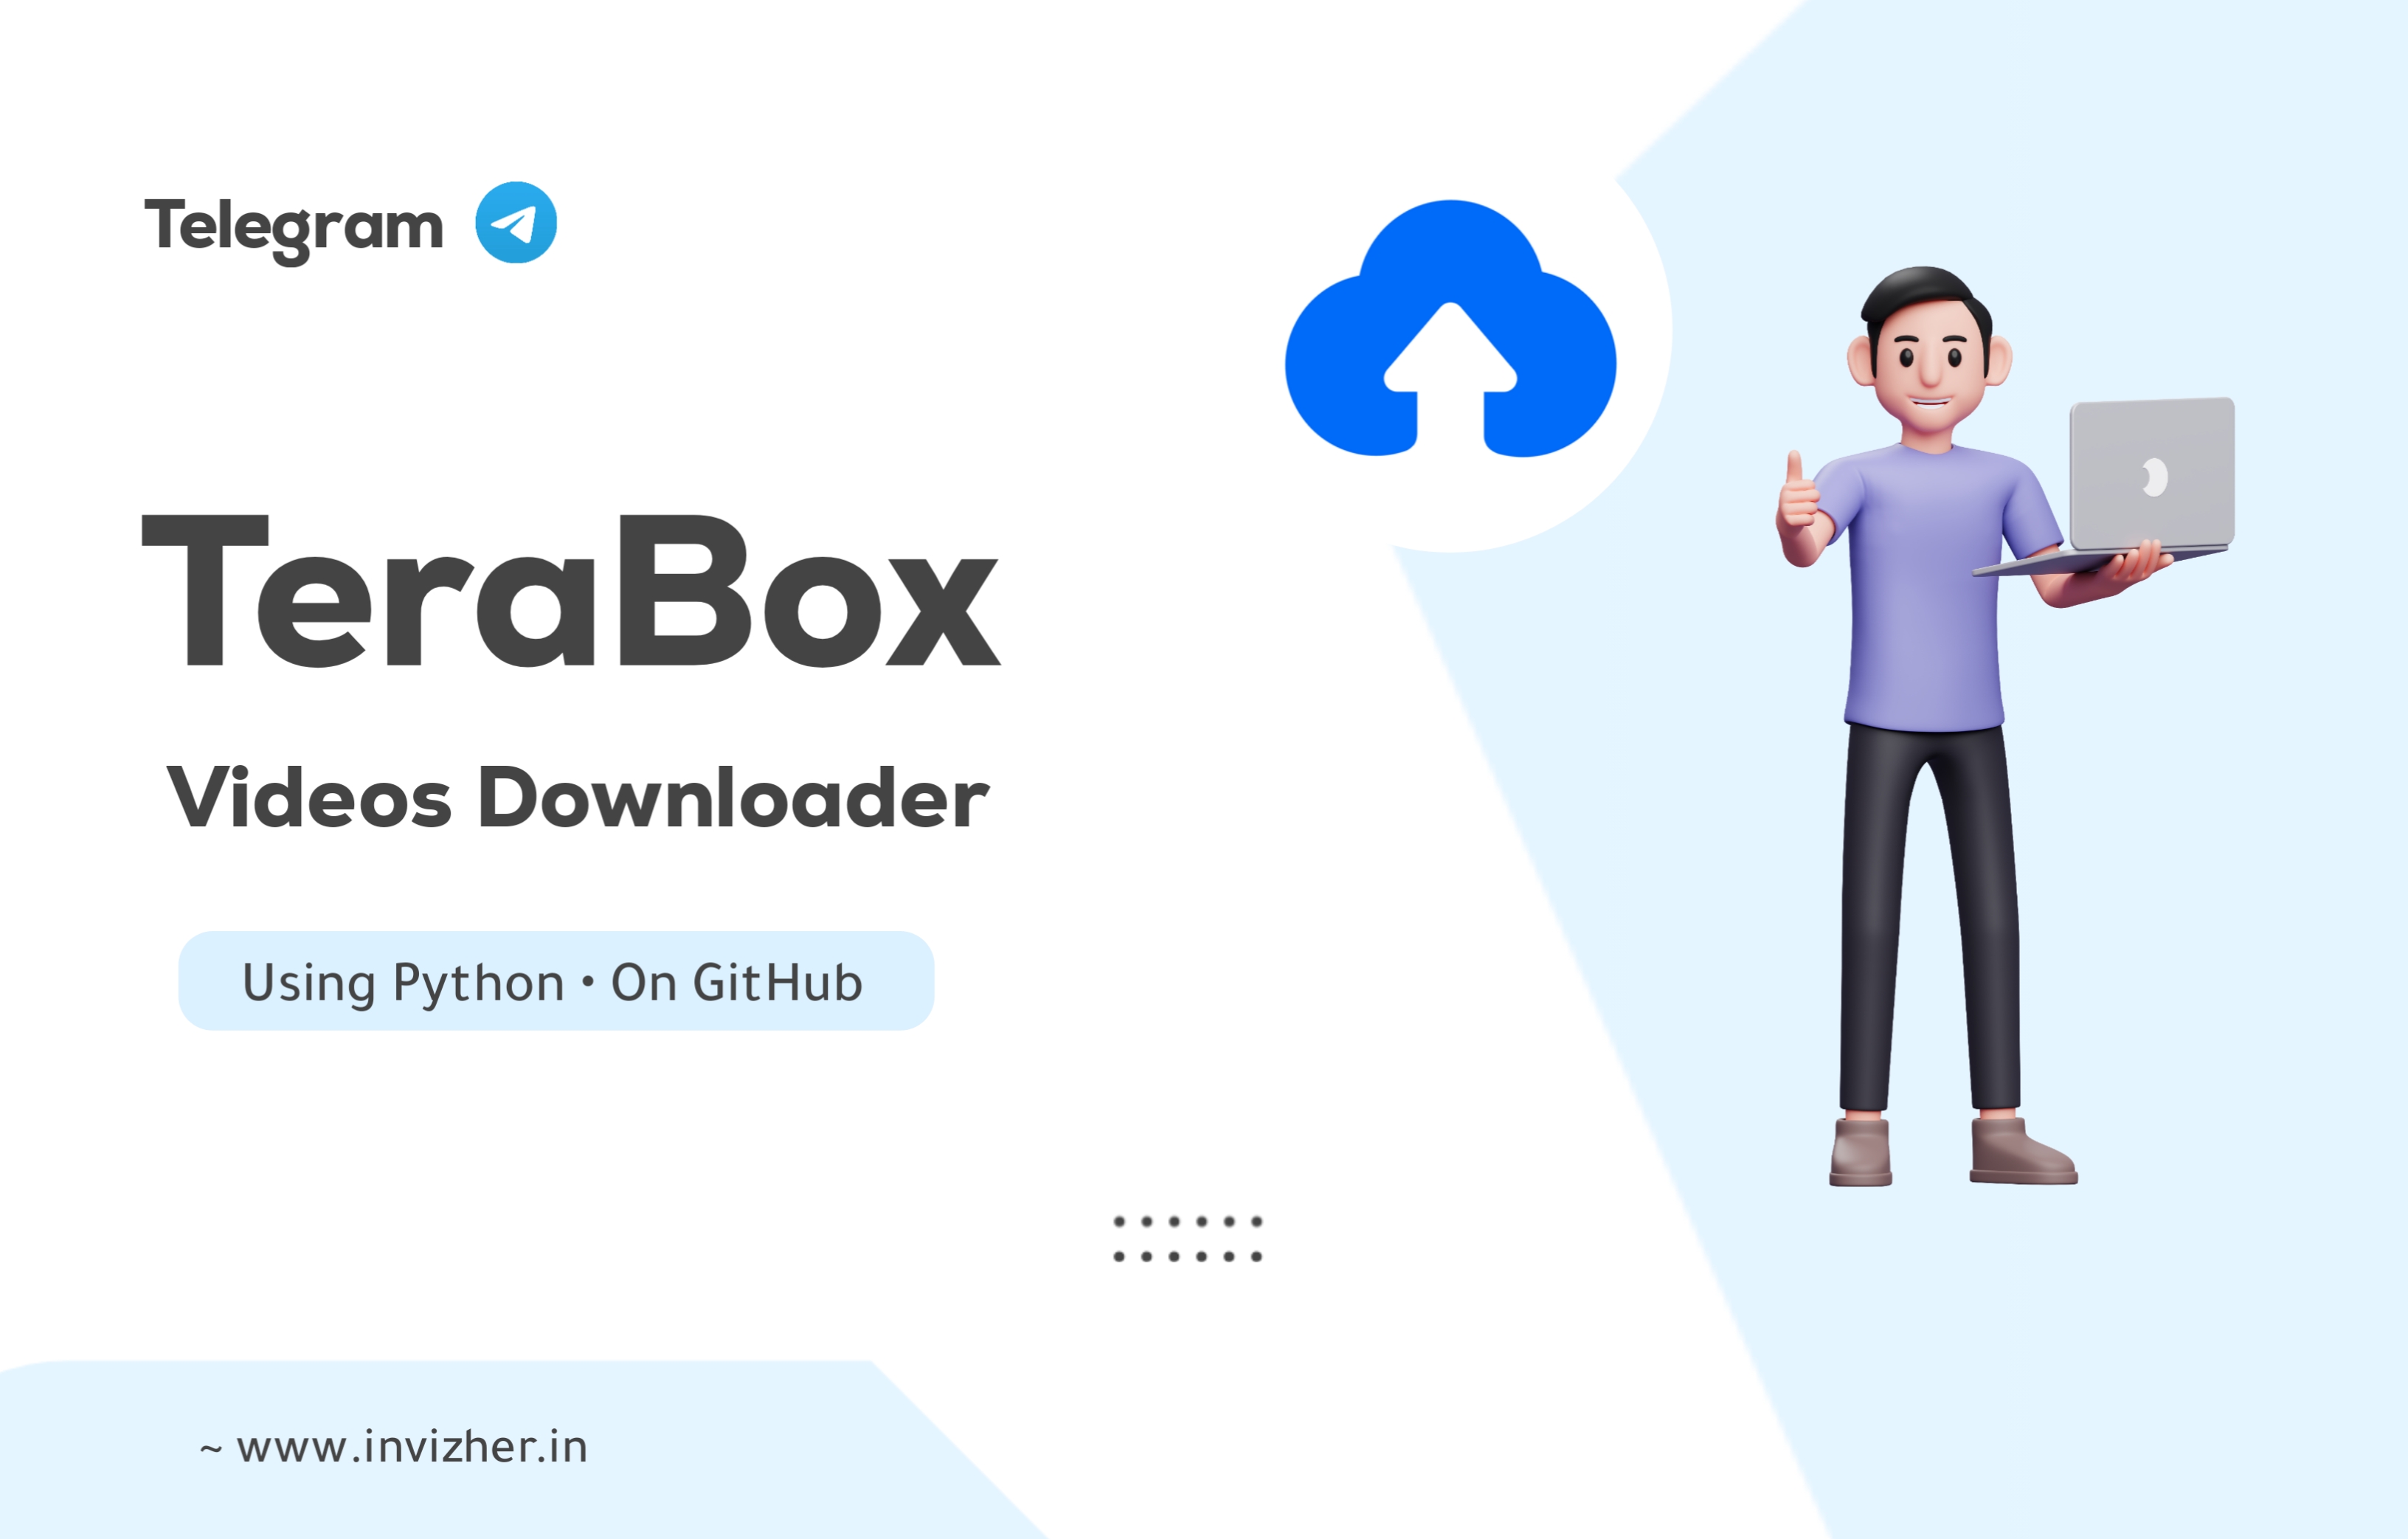 Telegram
TeraBox
Videos Downloader
Using Python • On GitHub
~ www.invizher.in